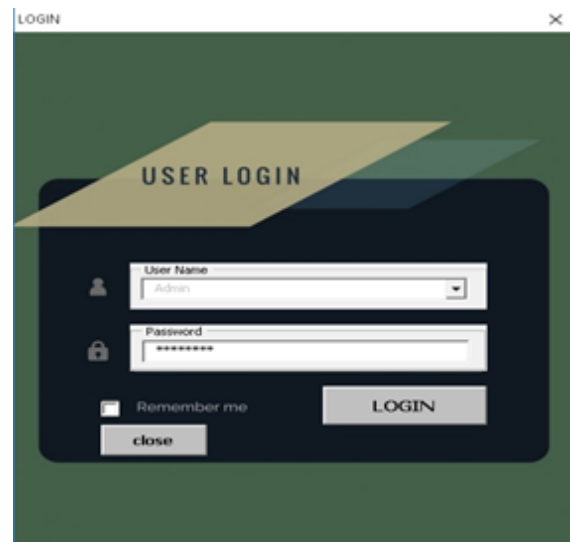 LOGIN
USER LOGIN
User Name
Admin
Password
********
Remember me
LOGIN
close